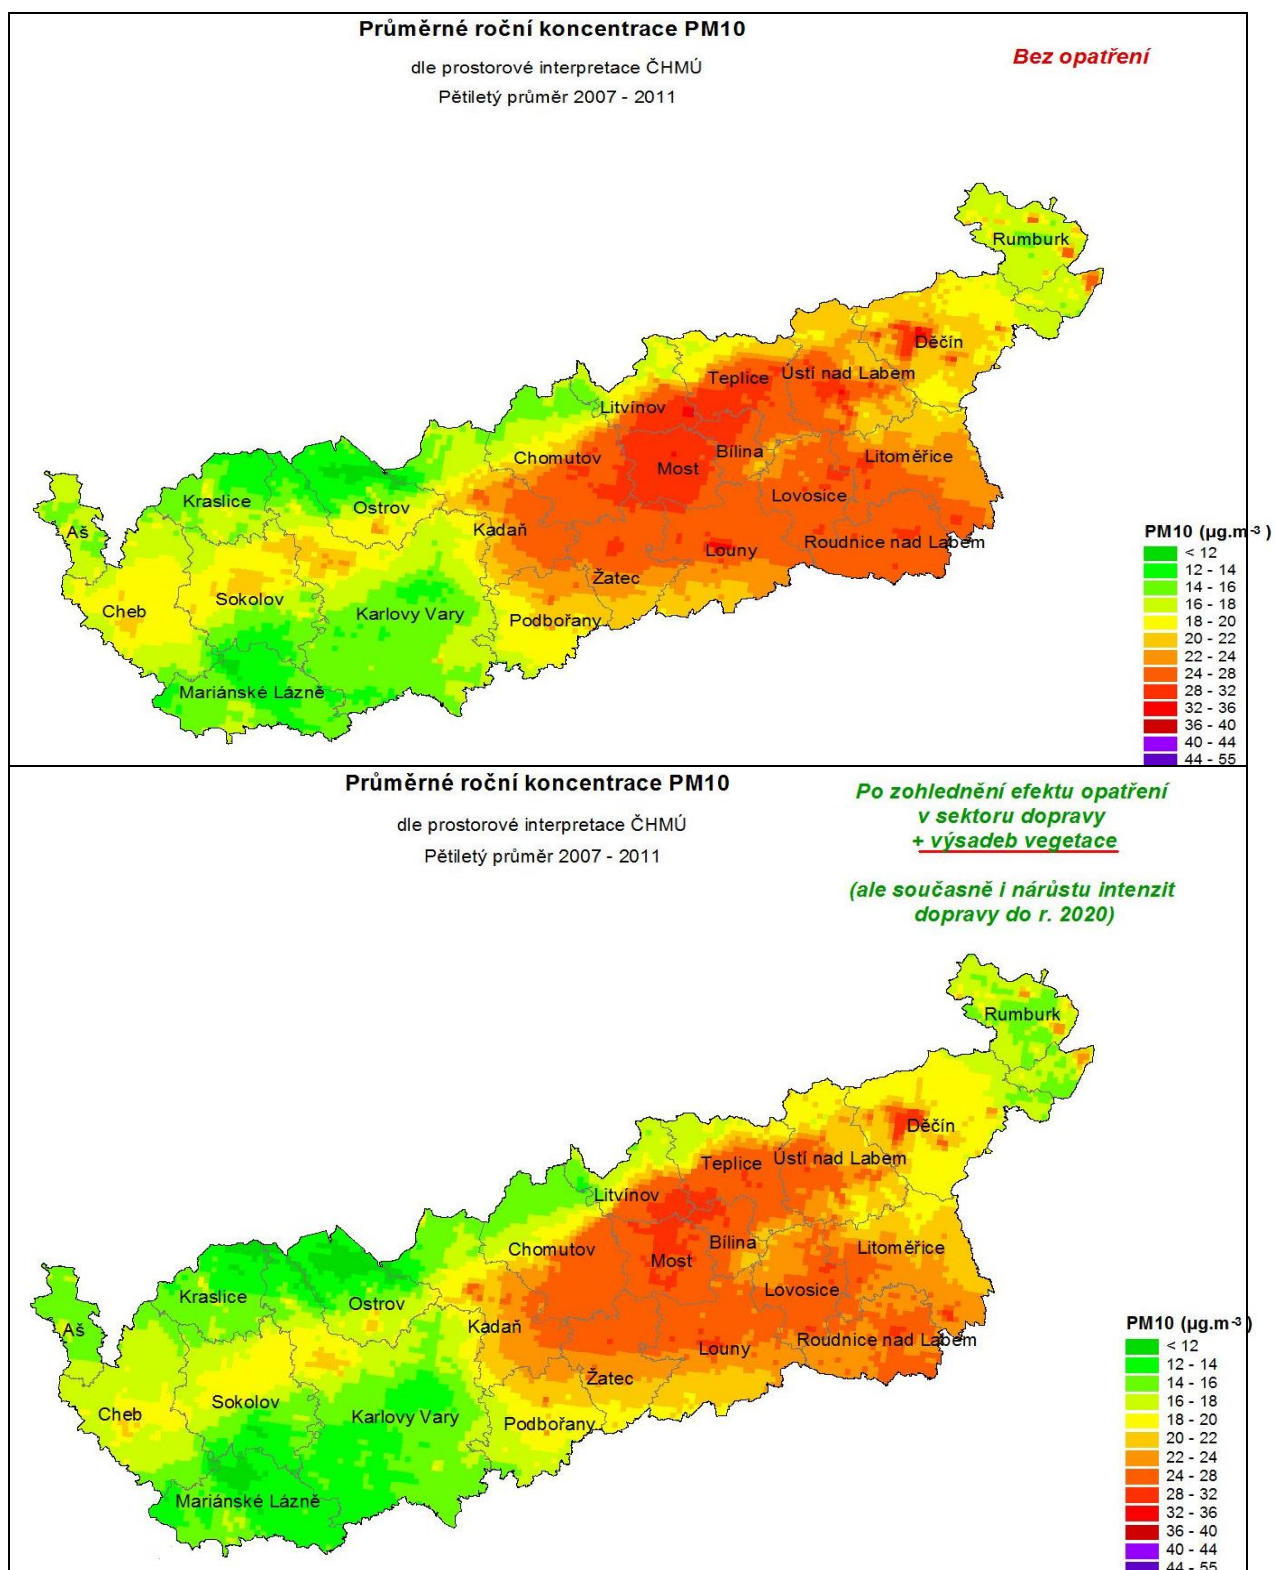 Průměrné roční koncentrace PM10
dle prostorové interpretace ČHMÚ
Pětiletý průměr 2007 - 2011
Bez opatření
Rumburk
Děčín
Ústí nad Labem
Teplice
Litvínov
Bílina
Chomutov
Most
Litoměřice
Lovosice
Kraslice
Ostrov
Aš
Kadaň
Roudnice nad Labem
Louny
Žatec
Sokolov
Cheb
Karlovy Vary
Podbořany
Mariánské Lázně
PM10 (µg.m-3)
< 12
12 - 14
14 - 16
16 - 18
18 - 20
20 - 22
22 - 24
24 - 28
28 - 32
32 - 36
36 - 40
40 - 44
44 - 55
Průměrné roční koncentrace PM10
dle prostorové interpretace ČHMÚ
Pětiletý průměr 2007 - 2011
Po zohlednění efektu opatření
v sektoru dopravy
+ výsadeb vegetace
(ale současně i nárůstu intenzit
dopravy do r. 2020)
Rumburk
Děčín
Ústí nad Labem
Teplice
Litvínov
Bílina
Chomutov
Most
Litoměřice
Lovosice
Kraslice
Ostrov
Aš
Kadaň
Roudnice nad Labem
Louny
Žatec
Sokolov
Cheb
Karlovy Vary
Podbořany
Mariánské Lázně
PM10 (µg.m-3)
< 12
12 - 14
14 - 16
16 - 18
18 - 20
20 - 22
22 - 24
24 - 28
28 - 32
32 - 36
36 - 40
40 - 44
44 - 55